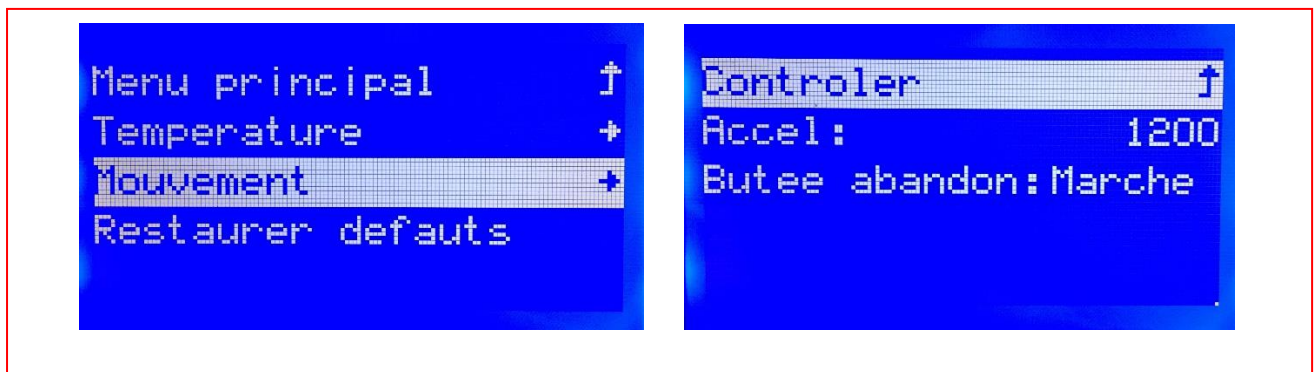 Menu principal
Temperature
Mouvement
Restaurer defauts
Controler
Accel: 1200
Butee abandon:Marche